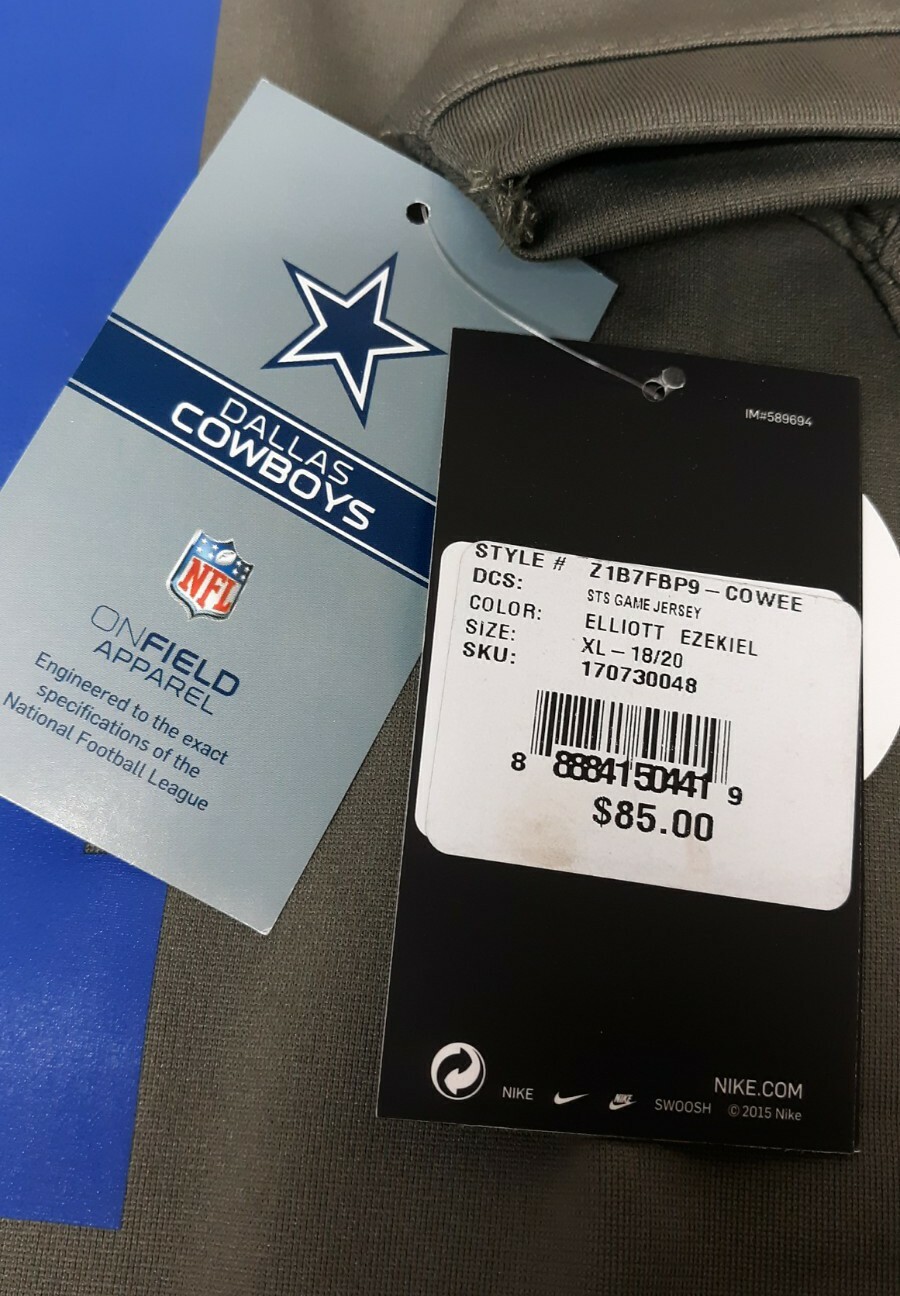 DALLAS
COWBOYS
NFL
ONFIELD
APPAREL
Engineered to the exact
specifications of the
National Football League
IM#589694
STYLE # Z1B7FBP9-COWEE
DCS: STS GAME JERSEY
COLOR: ELLIOTT EZEKIEL
SIZE: XL-18/20
SKU: 170730048
8 8884150441 9
$85.00
NIKE.COM
NIKE NIKE SWOOSH ©2015 Nike